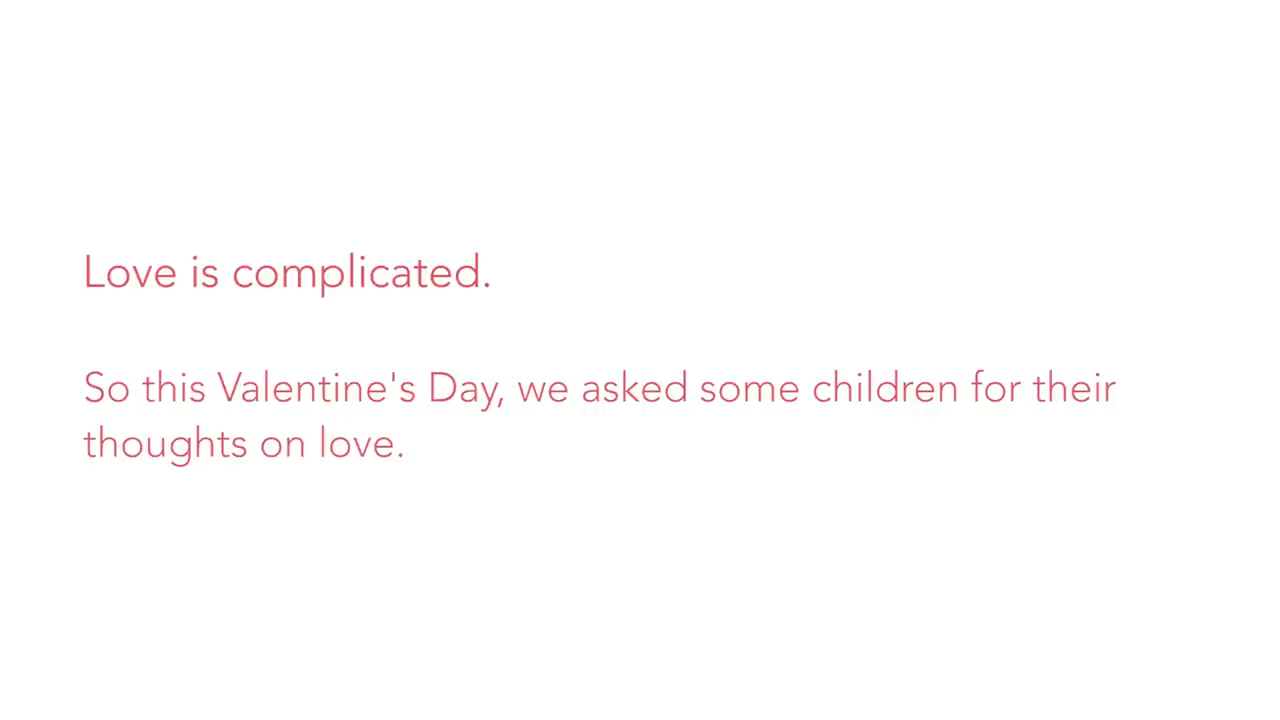 Love is complicated.
So this Valentine's Day, we asked some children for their
thoughts on love.